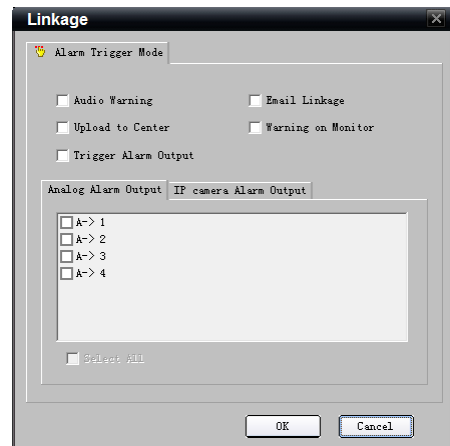 Linkage
Alarm Trigger Mode
Audio Warning Email Linkage
Upload to Center Warning on Monitor
Trigger Alarm Output
Analog Alarm Output IP camera Alarm Output
A-> 1
A-> 2
A-> 3
A-> 4
Select All
OK Cancel